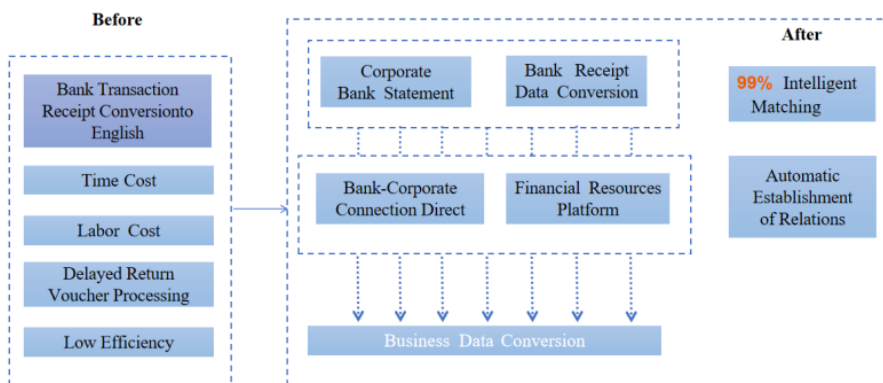 Before
Bank Transaction
Receipt Conversionto
English
Time Cost
Labor Cost
Delayed Return
Voucher Processing
Low Efficiency
After
Corporate
Bank Statement
Bank Receipt
Data Conversion
99% Intelligent
Matching
Bank-Corporate
Connection Direct
Financial Resources
Platform
Automatic
Establishment
of Relations
Business Data Conversion